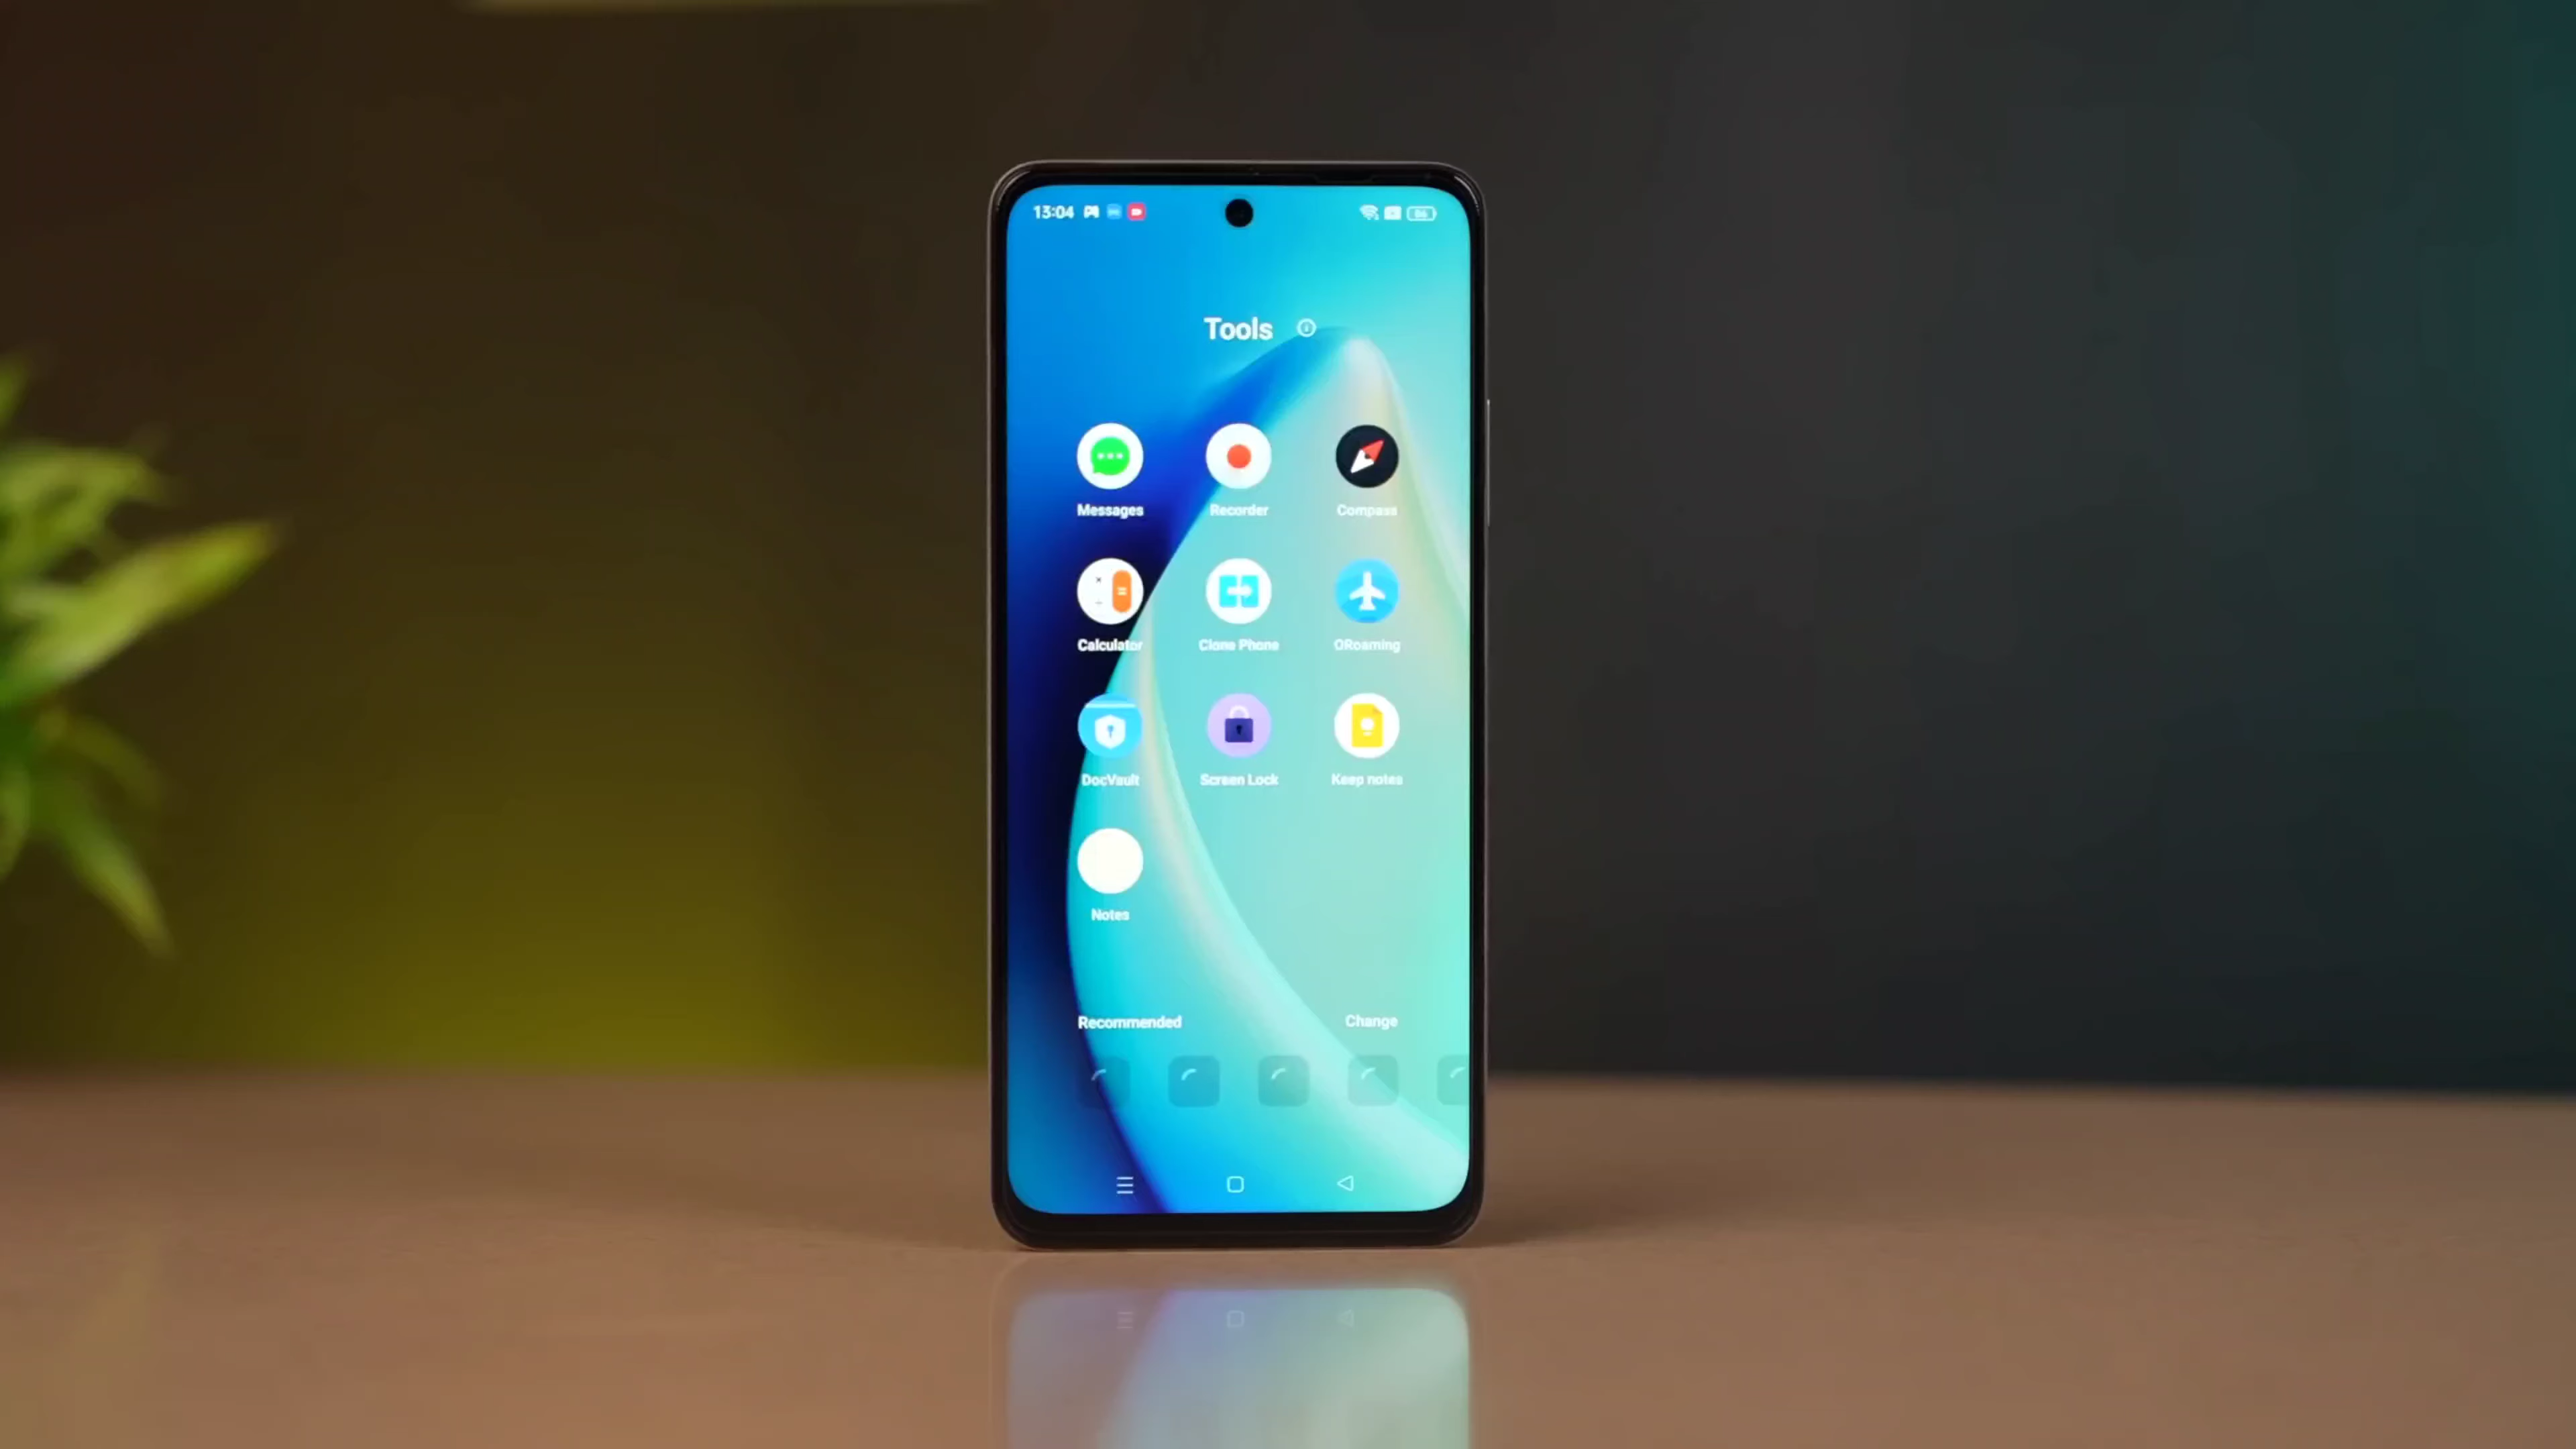 13:04
Tools
Messages Recorder Compass
Calculator Clone Phone ORoaming
DocVault Screen Lock Keep notes
Notes
Recommended Change